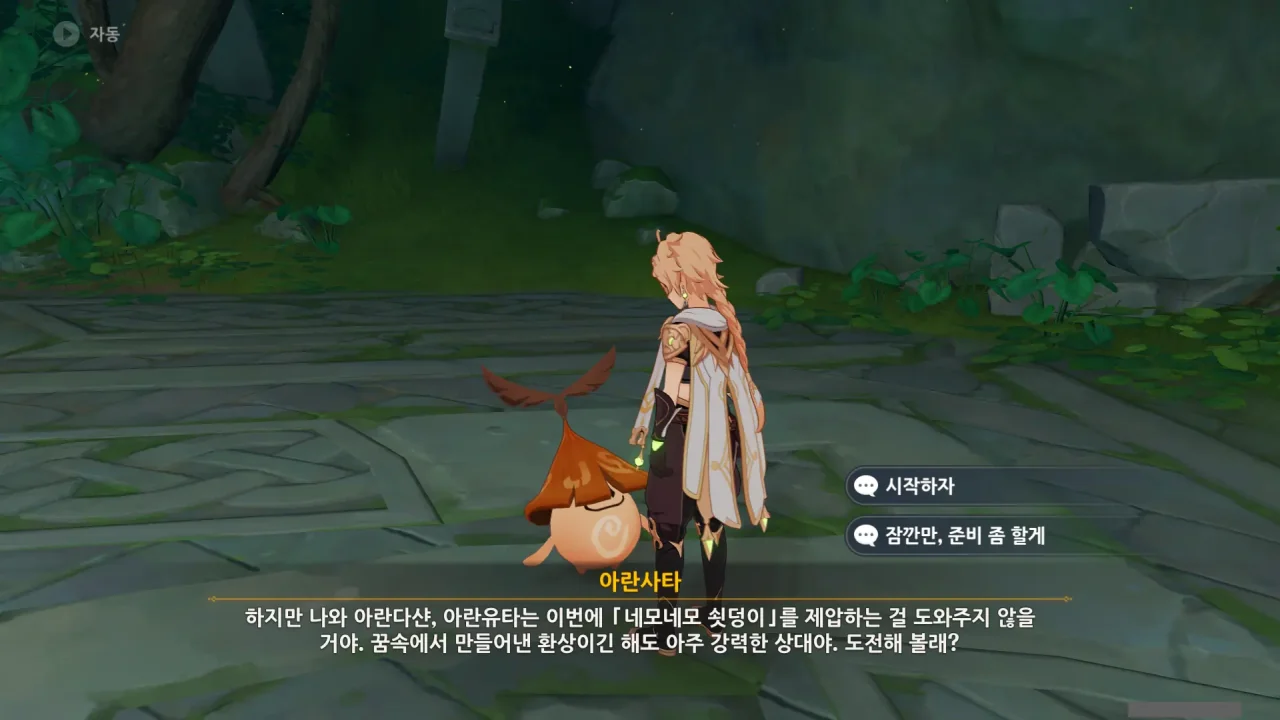 자동
시작하자
잠깐만, 준비 좀 할게
아란사타
하지만 나와 아란다샨, 아란유타는 이번에 「네모네모 쇳덩이」를 제압하는 걸 도와주지 않을
거야. 꿈속에서 만들어낸 환상이긴 해도 아주 강력한 상대야. 도전해 볼래?